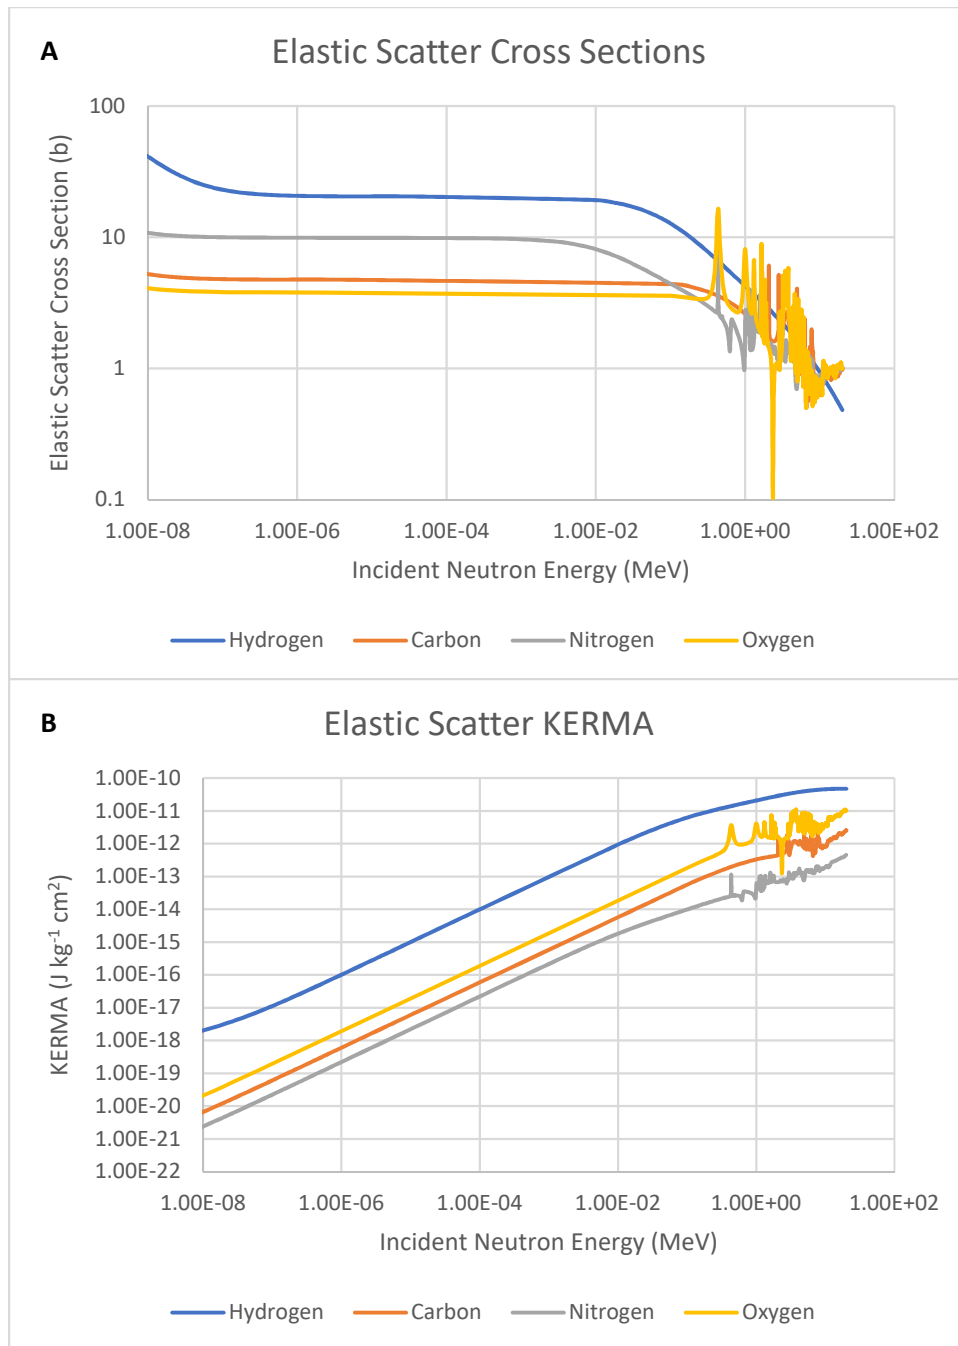 A
Elastic Scatter Cross Sections
Elastic Scatter Cross Section (b)
100
10
1
0.1
1.00E-08 1.00E-06 1.00E-04 1.00E-02 1.00E+00 1.00E+02
Incident Neutron Energy (MeV)
Hydrogen Carbon Nitrogen Oxygen
B
Elastic Scatter KERMA
KERMA (J kg⁻¹ cm²)
1.00E-10
1.00E-11
1.00E-12
1.00E-13
1.00E-14
1.00E-15
1.00E-16
1.00E-17
1.00E-18
1.00E-19
1.00E-20
1.00E-21
1.00E-22
1.00E-08 1.00E-06 1.00E-04 1.00E-02 1.00E+00 1.00E+02
Incident Neutron Energy (MeV)
Hydrogen Carbon Nitrogen Oxygen